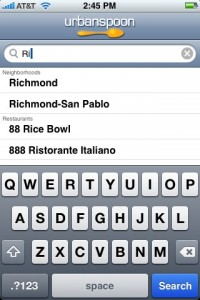 AT&T 2:45 PM
urbanspoon
Ri
Neighborhoods
Richmond
Richmond-San Pablo
Restaurants
88 Rice Bowl
888 Ristorante Italiano
Q W E R T Y U I O P
A S D F G H J K L
Z X C V B N M
.?123 space Search